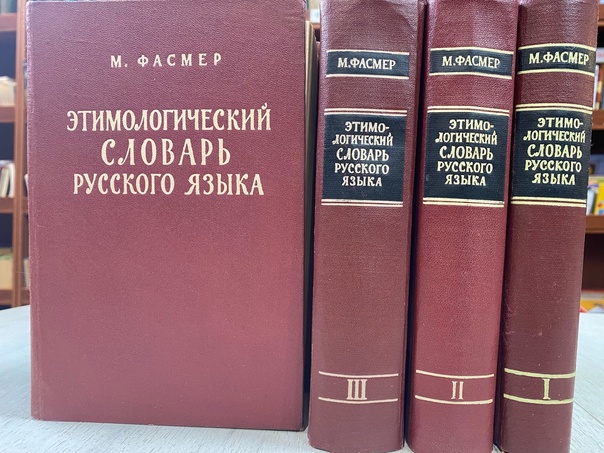 М. ФАСМЕР
ЭТИМОЛОГИЧЕСКИЙ
СЛОВАРЬ
РУССКОГО ЯЗЫКА
М. ФАСМЕР
ЭТИМО-
ЛОГИЧЕСКИЙ
СЛОВАРЬ
РУССКОГО
ЯЗЫКА
III
М. ФАСМЕР
ЭТИМО-
ЛОГИЧЕСКИЙ
СЛОВАРЬ
РУССКОГО
ЯЗЫКА
II
М. ФАСМЕР
ЭТИМО-
ЛОГИЧЕСКИЙ
СЛОВАРЬ
РУССКОГО
ЯЗЫКА
I